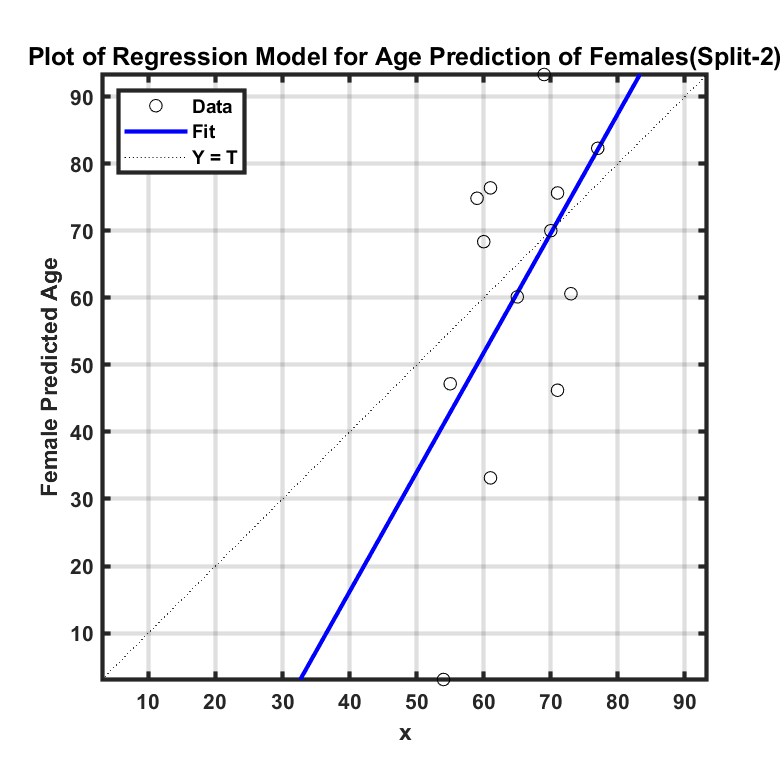 Plot of Regression Model for Age Prediction of Females(Split-2)
Data
Fit
Y = T
Female Predicted Age
90
80
70
60
50
40
30
20
10
10 20 30 40 50 60 70 80 90
x